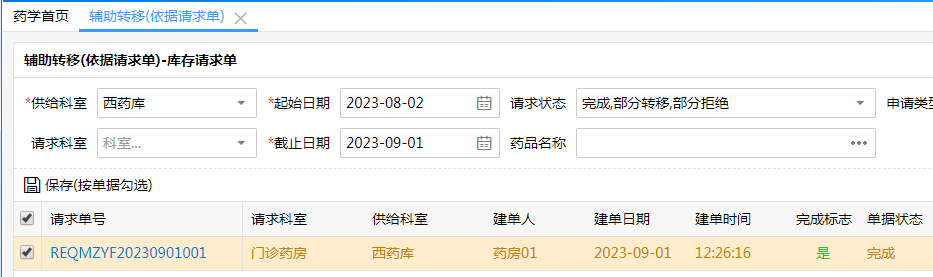 药学首页 辅助转移(依据请求单)
辅助转移(依据请求单)-库存请求单
*供给科室 西药库 *起始日期 2023-08-02 请求状态 完成,部分转移,部分拒绝 申请类型
请求科室 科室... *截止日期 2023-09-01 药品名称
保存(按单据勾选)
请求单号 请求科室 供给科室 建单人 建单日期 建单时间 完成标志 单据状态
REQMZYF20230901001 门诊药房 西药库 药房01 2023-09-01 12:26:16 是 完成